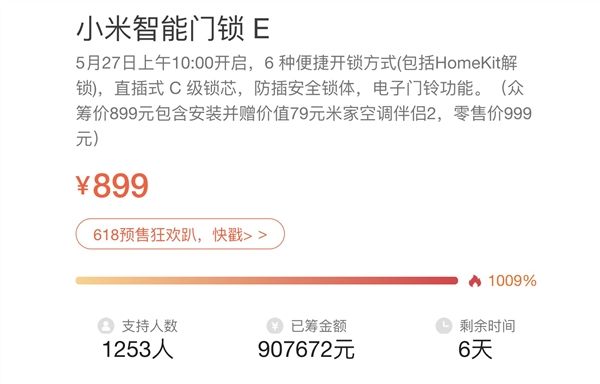 小米智能门锁 E
5月27日上午10:00开启，6 种便捷开锁方式(包括HomeKit解
锁)，直插式 C 级锁芯，防插安全锁体，电子门铃功能。（众
筹价899元包含安装并赠价值79元米家空调伴侣2，零售价999
元）
¥899
618预售狂欢趴，快戳> >
1009%
支持人数 已筹金额 剩余时间
1253人 907672元 6天